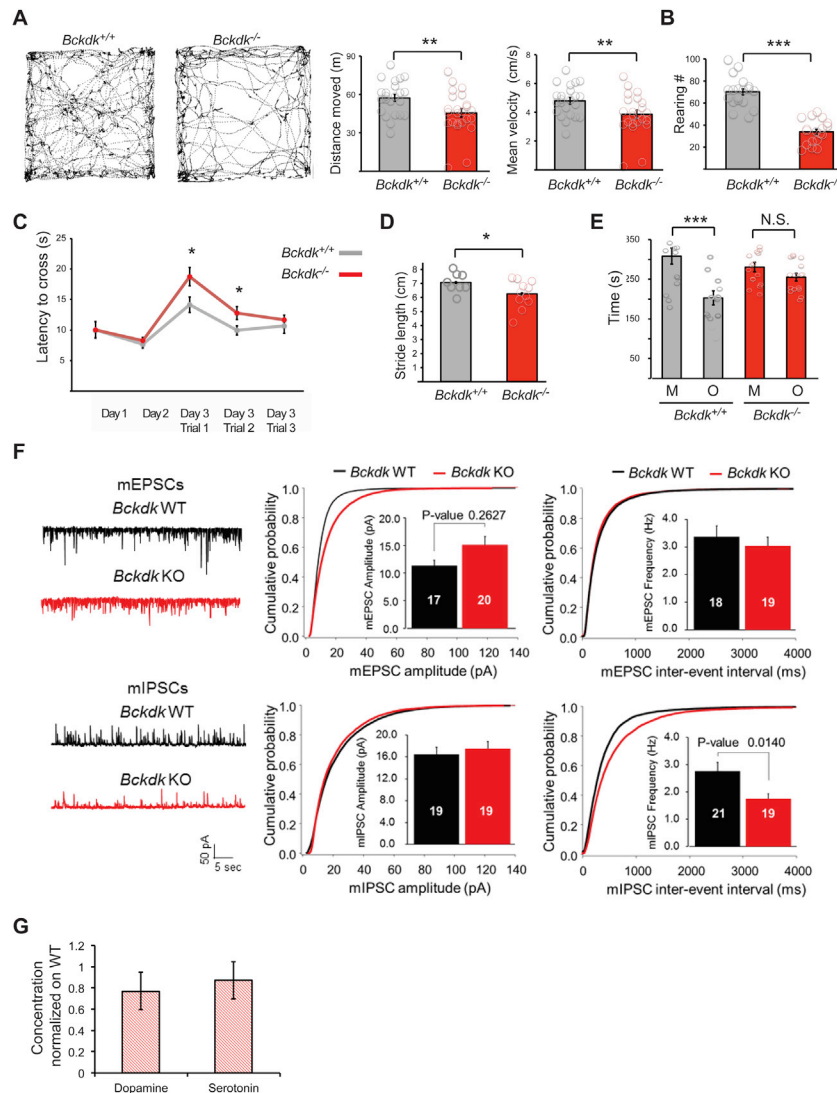 A
Bckdk+/+
Bckdk-/-
Distance moved (m)
90
60
30
**
Bckdk+/+
Bckdk-/-
Mean velocity (cm/s)
8
6
4
2
0
**
Bckdk+/+
Bckdk-/-
B
Rearing #
100
80
60
40
20
0
***
Bckdk+/+
Bckdk-/
C
Latency to cross (s)
25
20
15
10
5
*
*
Bckdk+/+
Bckdk-/-
Day 1
Day 2
Day 3
Trial 1
Day 3
Trial 2
Day 3
Trial 3
D
Stride length (cm)
8
7
6
5
4
3
2
1
0
*
Bckdk+/+
Bckdk-/-
E
Time (s)
350
250
150
50
***
N.S.
M
O
M
O
Bckdk+/+
Bckdk-/-
F
mEPSCs
Bckdk WT
Bckdk KO
Bckdk WT
Bckdk KO
Cumulative probability
1.0
0.8
0.6
0.4
0.2
0.0
0
20
40
60
80
100
120
140
mEPSC amplitude (pA)
P-value 0.2627
mEPSC Amplitude (pA)
20.0
15.0
10.0
5.0
0.0
17
20
Bckdk WT
Bckdk KO
Cumulative probability
1.0
0.8
0.6
0.4
0.2
0.0
0
1000
2000
3000
4000
mEPSC inter-event interval (ms)
mEPSC Frequency (Hz)
4.0
3.0
2.0
1.0
0.0
18
19
mIPSCs
Bckdk WT
Bckdk KO
50 pA
5 sec
Cumulative probability
1.0
0.8
0.6
0.4
0.2
0.0
0
20
40
60
80
100
120
140
mIPSC amplitude (pA)
mIPSC Amplitude (pA)
20.0
16.0
12.0
8.0
4.0
0.0
19
19
Cumulative probability
1.0
0.8
0.6
0.4
0.2
0.0
0
1000
2000
3000
4000
mIPSC inter-event interval (ms)
P-value 0.0140
mIPSC Frequency (Hz)
4.0
3.0
2.0
1.0
0.0
21
19
G
Concentration
normalized on WT
1.2
1
0.8
0.6
0.4
0.2
0
Dopamine
Serotonin